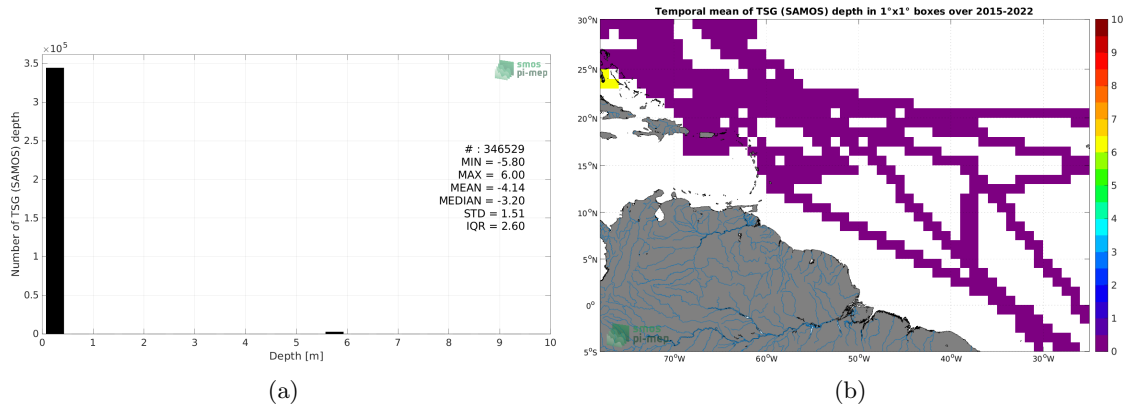 ×10⁵
3.5
3
2.5
2
1.5
1
0.5
0
Number of TSG (SAMOS) depth
smos
pi-mep
# : 346529
MIN = -5.80
MAX = 6.00
MEAN = -4.14
MEDIAN = -3.20
STD = 1.51
IQR = 2.60
0 1 2 3 4 5 6 7 8 9 10
Depth [m]
(a)
Temporal mean of TSG (SAMOS) depth in 1°x1° boxes over 2015-2022
30°N
25°N
20°N
15°N
10°N
5°N
0°
5°S
70°W 60°W 50°W 40°W 30°W
smos
pi-mep
10
9
8
7
6
5
4
3
2
1
0
(b)